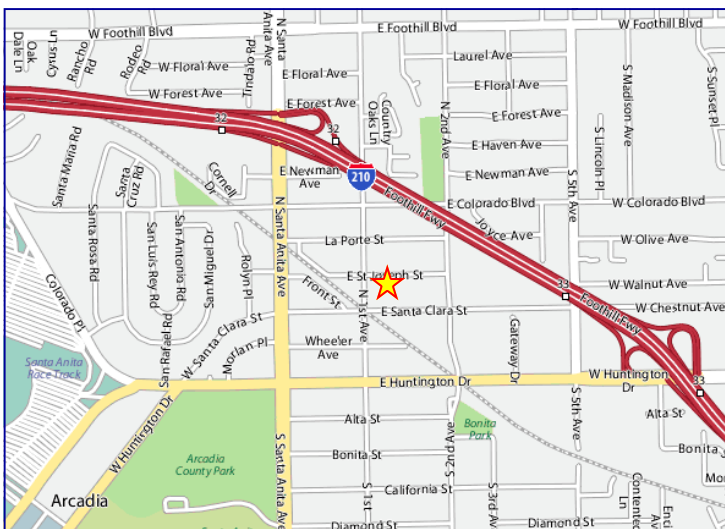 W Foothill Blvd
E Foothill Blvd
W Foothill Blvd
Oak
Dale Ln
Cyrus Ln
Rancho
Rd
Rodeo
Rd
Tindalo Rd
N Santa
Anita Ave
W Floral Ave
E Floral Ave
Laurel Ave
W Forest Ave
E Forest Ave
E Forest Ave
Country
Oaks Ln
N 2nd Ave
S Madison Ave
S Sunset Pl
32
32
E Haven Ave
S Lincoln Pl
Santa Maria Rd
Santa
Cruz Rd
Cornell
Dr
E Newman
Ave
210
E Newman Ave
S 5th Ave
Foothill Fwy
E Colorado Blvd
W Colorado Blvd
Santa Rosa Rd
San Luis Rey Rd
San Antonio Rd
San Miguel Dr
N Santa Anita Ave
La Porte St
Joyce Ave
W Olive Ave
Rolyn Pl
Front St
E St Joseph St
N 1st Ave
33
W Walnut Ave
Foothill Fwy
W Chestnut Ave
Colorado Pl
E Santa Clara St
W Santa Clara St
San Rafael Rd
Morlan Pl
Wheeler
Ave
Gateway Dr
Santa Anita
Race Track
E Huntington Dr
W Huntington
Dr
33
W Huntington Dr
Alta St
Bonita
Park
S 5th Ave
Alta St
S Santa Anita Ave
S 1st
S 2nd Ave
Arcadia
County Park
Bonita St
Bonita
California St
S 3rd Ave
Arcadia
Diamond St
Diamond S